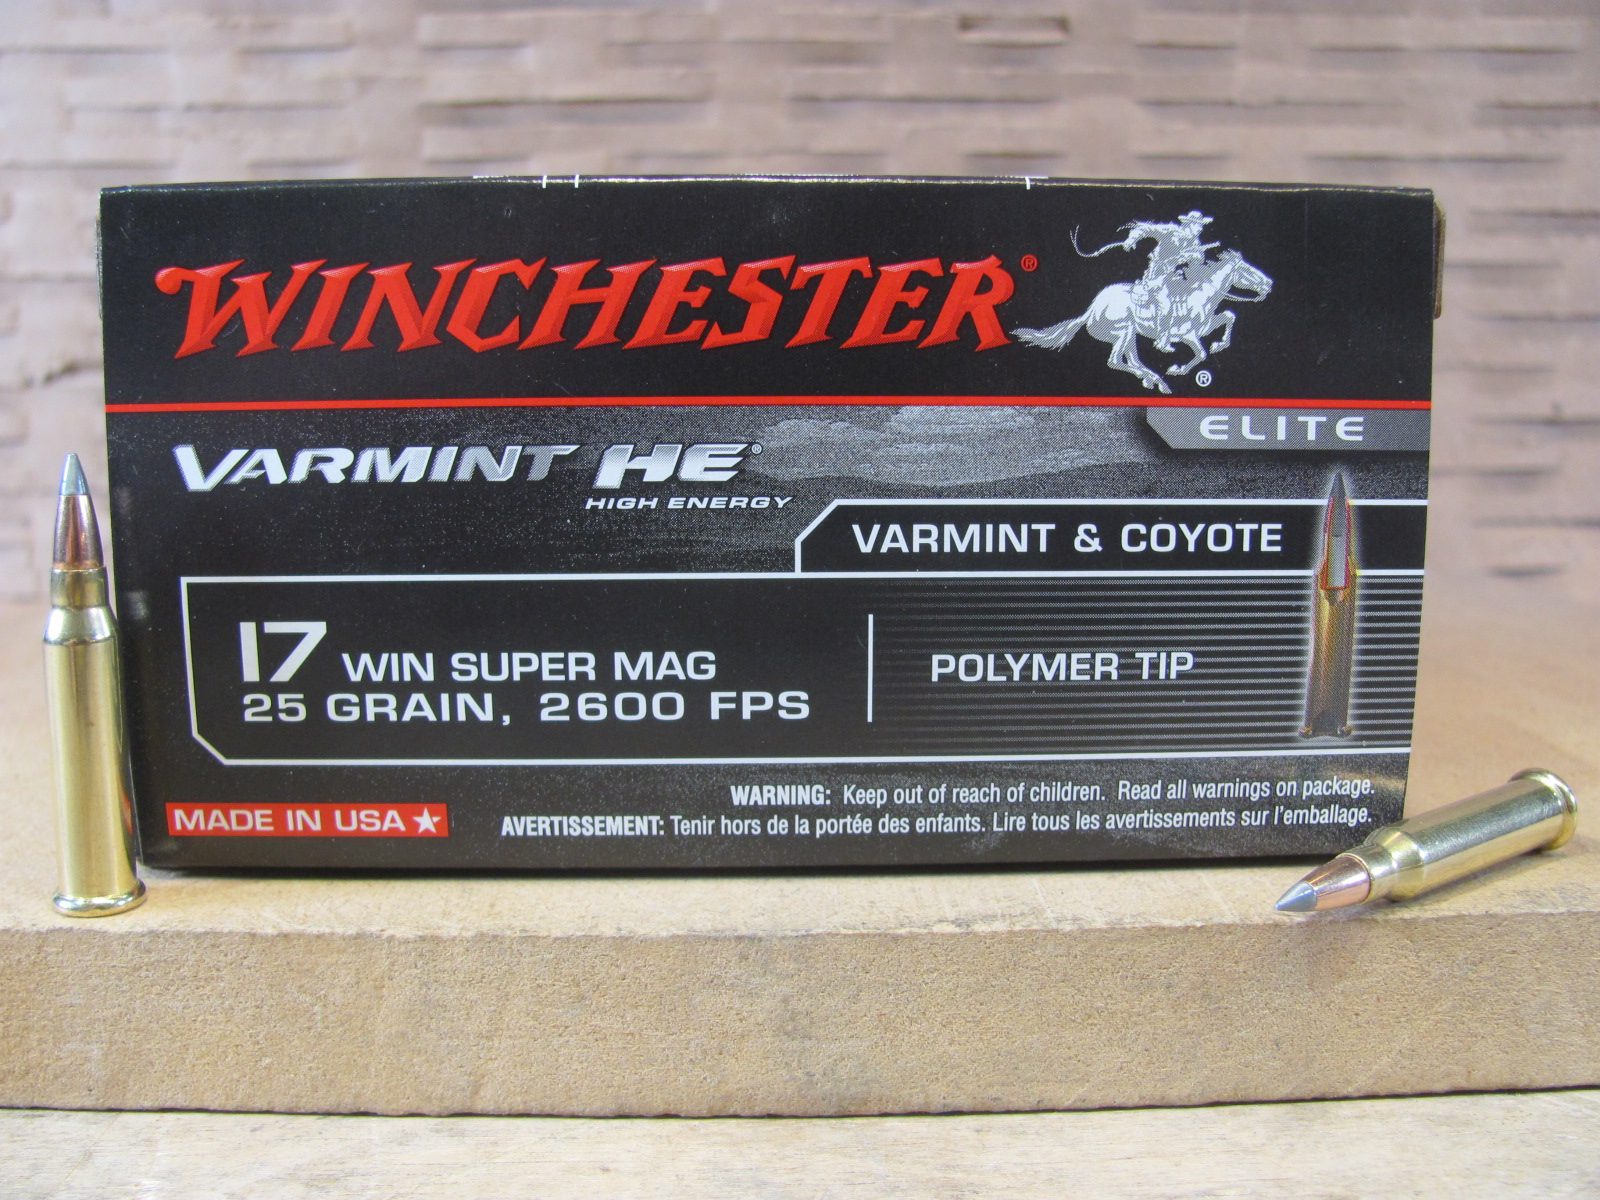 WINCHESTER®
®
ELITE
VARMINT HE®
HIGH ENERGY
VARMINT & COYOTE
17 WIN SUPER MAG
25 GRAIN, 2600 FPS
POLYMER TIP
MADE IN USA
WARNING: Keep out of reach of children. Read all warnings on package.
AVERTISSEMENT: Tenir hors de la portée des enfants. Lire tous les avertissements sur l'emballage.